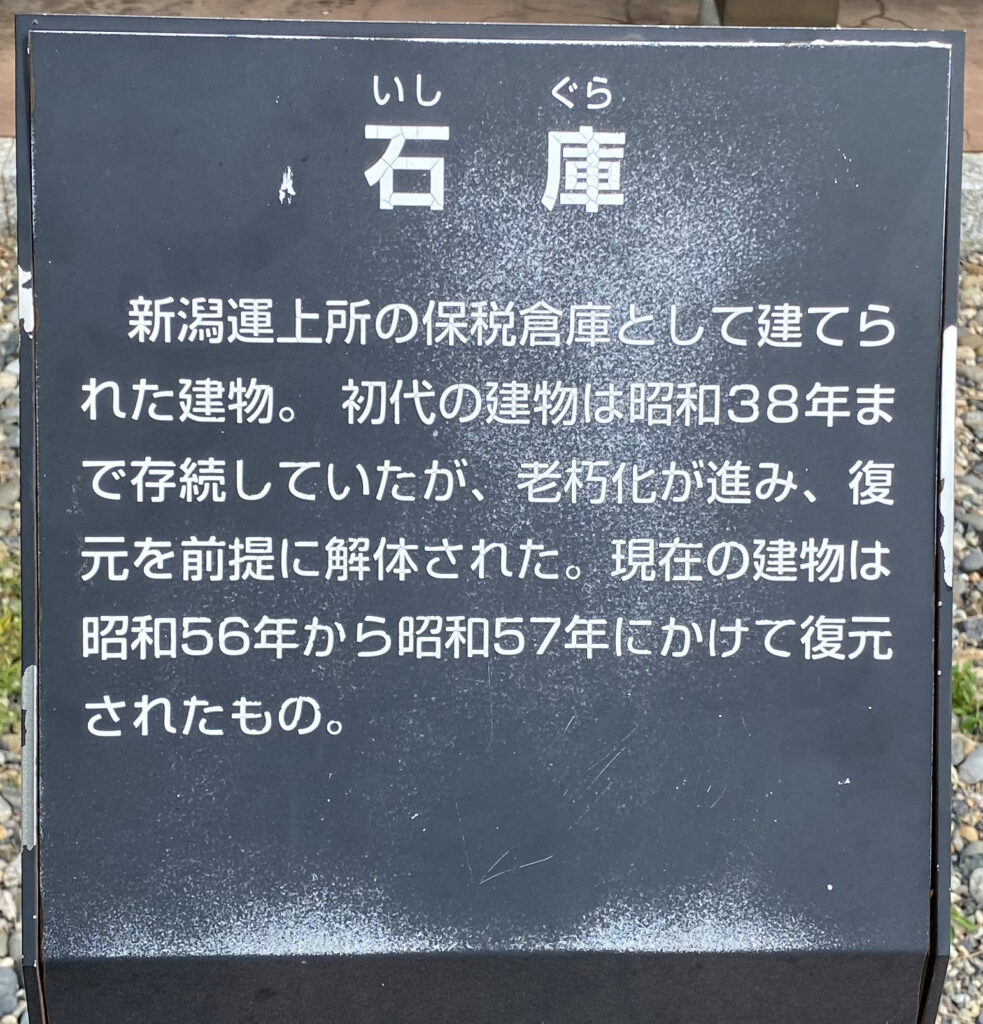 いし ぐら
石 庫
新潟運上所の保税倉庫として建てら
れた建物。 初代の建物は昭和38年ま
で存続していたが、老朽化が進み、復
元を前提に解体された。現在の建物は
昭和56年から昭和57年にかけて復元
されたもの。